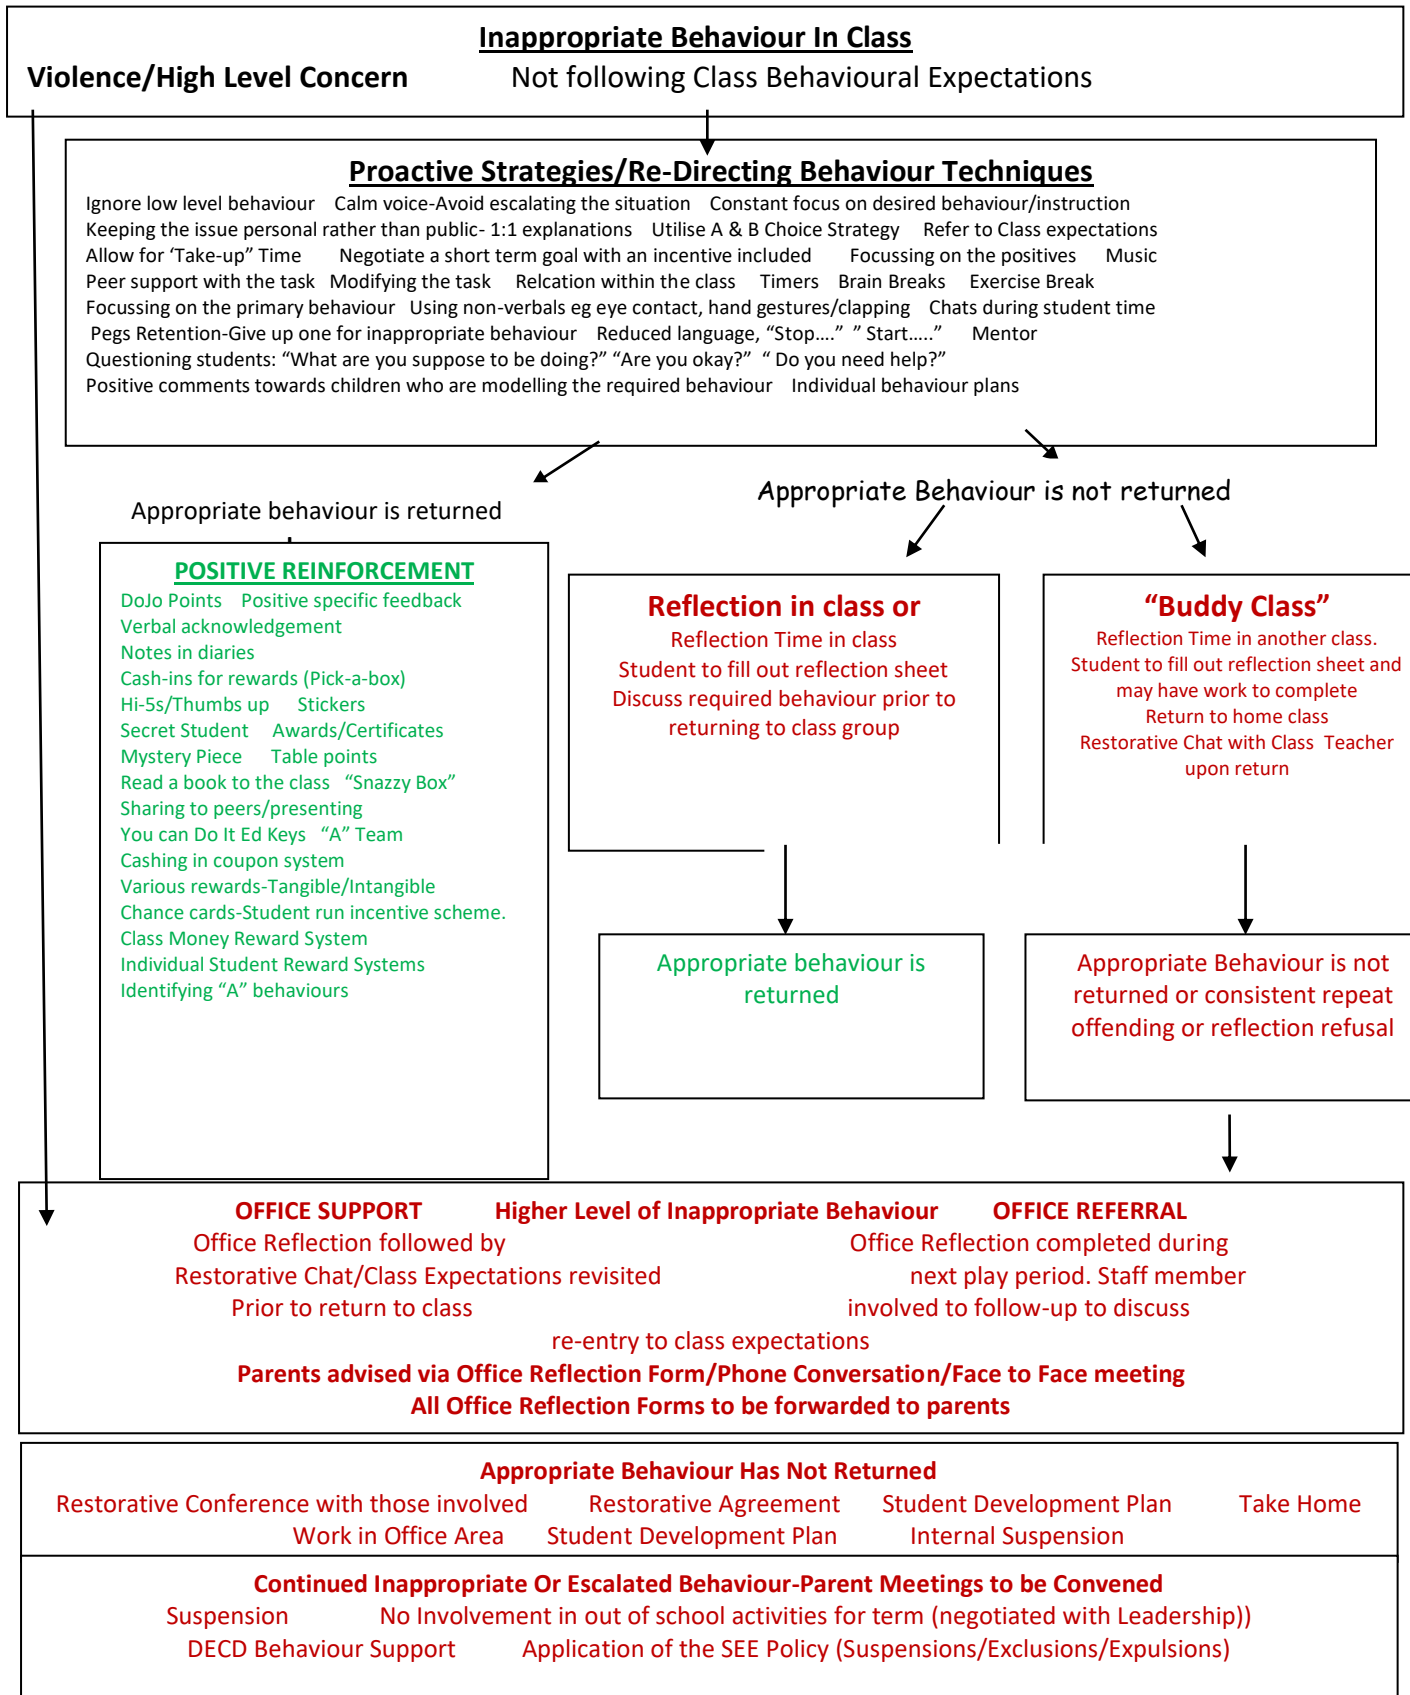 Inappropriate Behaviour In Class
Violence/High Level Concern Not following Class Behavioural Expectations
Proactive Strategies/Re-Directing Behaviour Techniques
Ignore low level behaviour Calm voice-Avoid escalating the situation Constant focus on desired behaviour/instruction
Keeping the issue personal rather than public- 1:1 explanations Utilise A & B Choice Strategy Refer to Class expectations
Allow for ‘Take-up” Time Negotiate a short term goal with an incentive included Focussing on the positives Music
Peer support with the task Modifying the task Relcation within the class Timers Brain Breaks Exercise Break
Focussing on the primary behaviour Using non-verbals eg eye contact, hand gestures/clapping Chats during student time
Pegs Retention-Give up one for inappropriate behaviour Reduced language, “Stop….” ” Start…..” Mentor
Questioning students: “What are you suppose to be doing?” “Are you okay?” “ Do you need help?”
Positive comments towards children who are modelling the required behaviour Individual behaviour plans
Appropriate behaviour is returned
POSITIVE REINFORCEMENT
DoJo Points Positive specific feedback
Verbal acknowledgement
Notes in diaries
Cash-ins for rewards (Pick-a-box)
Hi-5s/Thumbs up Stickers
Secret Student Awards/Certificates
Mystery Piece Table points
Read a book to the class “Snazzy Box”
Sharing to peers/presenting
You can Do It Ed Keys “A” Team
Cashing in coupon system
Various rewards-Tangible/Intangible
Chance cards-Student run incentive scheme.
Class Money Reward System
Individual Student Reward Systems
Identifying “A” behaviours
Appropriate Behaviour is not returned
Reflection in class or
Reflection Time in class
Student to fill out reflection sheet
Discuss required behaviour prior to
returning to class group
“Buddy Class”
Reflection Time in another class.
Student to fill out reflection sheet and
may have work to complete
Return to home class
Restorative Chat with Class Teacher
upon return
Appropriate behaviour is
returned
Appropriate Behaviour is not
returned or consistent repeat
offending or reflection refusal
OFFICE SUPPORT Higher Level of Inappropriate Behaviour OFFICE REFERRAL
Office Reflection followed by Office Reflection completed during
Restorative Chat/Class Expectations revisited next play period. Staff member
Prior to return to class involved to follow-up to discuss
re-entry to class expectations
Parents advised via Office Reflection Form/Phone Conversation/Face to Face meeting
All Office Reflection Forms to be forwarded to parents
Appropriate Behaviour Has Not Returned
Restorative Conference with those involved Restorative Agreement Student Development Plan Take Home
Work in Office Area Student Development Plan Internal Suspension
Continued Inappropriate Or Escalated Behaviour-Parent Meetings to be Convened
Suspension No Involvement in out of school activities for term (negotiated with Leadership))
DECD Behaviour Support Application of the SEE Policy (Suspensions/Exclusions/Expulsions)